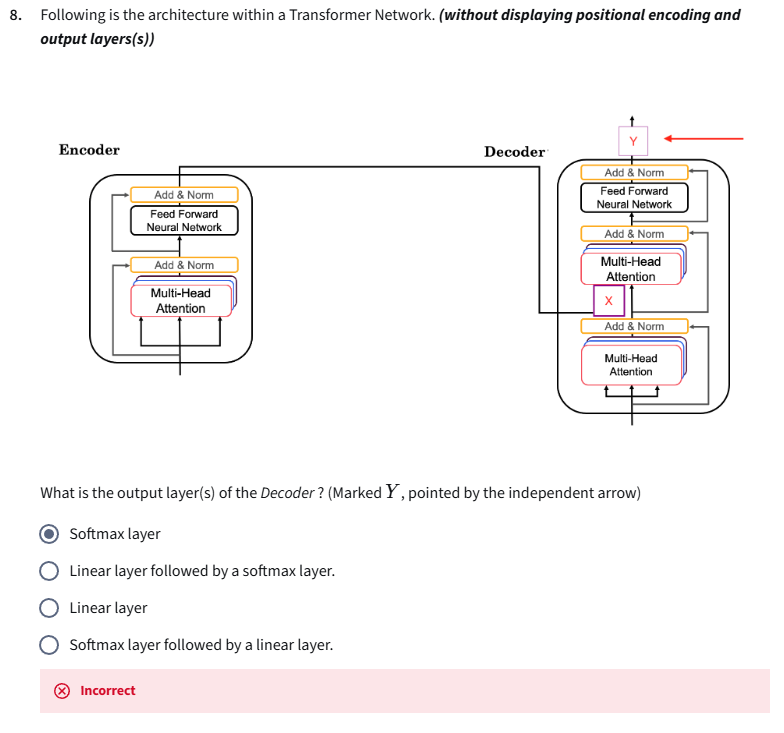 8. Following is the architecture within a Transformer Network. (without displaying positional encoding and
output layers(s))
Y
Encoder
Decoder
Add & Norm
Feed Forward
Neural Network
Add & Norm
Multi-Head
Attention
Add & Norm
Feed Forward
Neural Network
Add & Norm
Multi-Head
Attention
X
Add & Norm
Multi-Head
Attention
What is the output layer(s) of the Decoder ? (Marked Y, pointed by the independent arrow)
Softmax layer
Linear layer followed by a softmax layer.
Linear layer
Softmax layer followed by a linear layer.
Incorrect